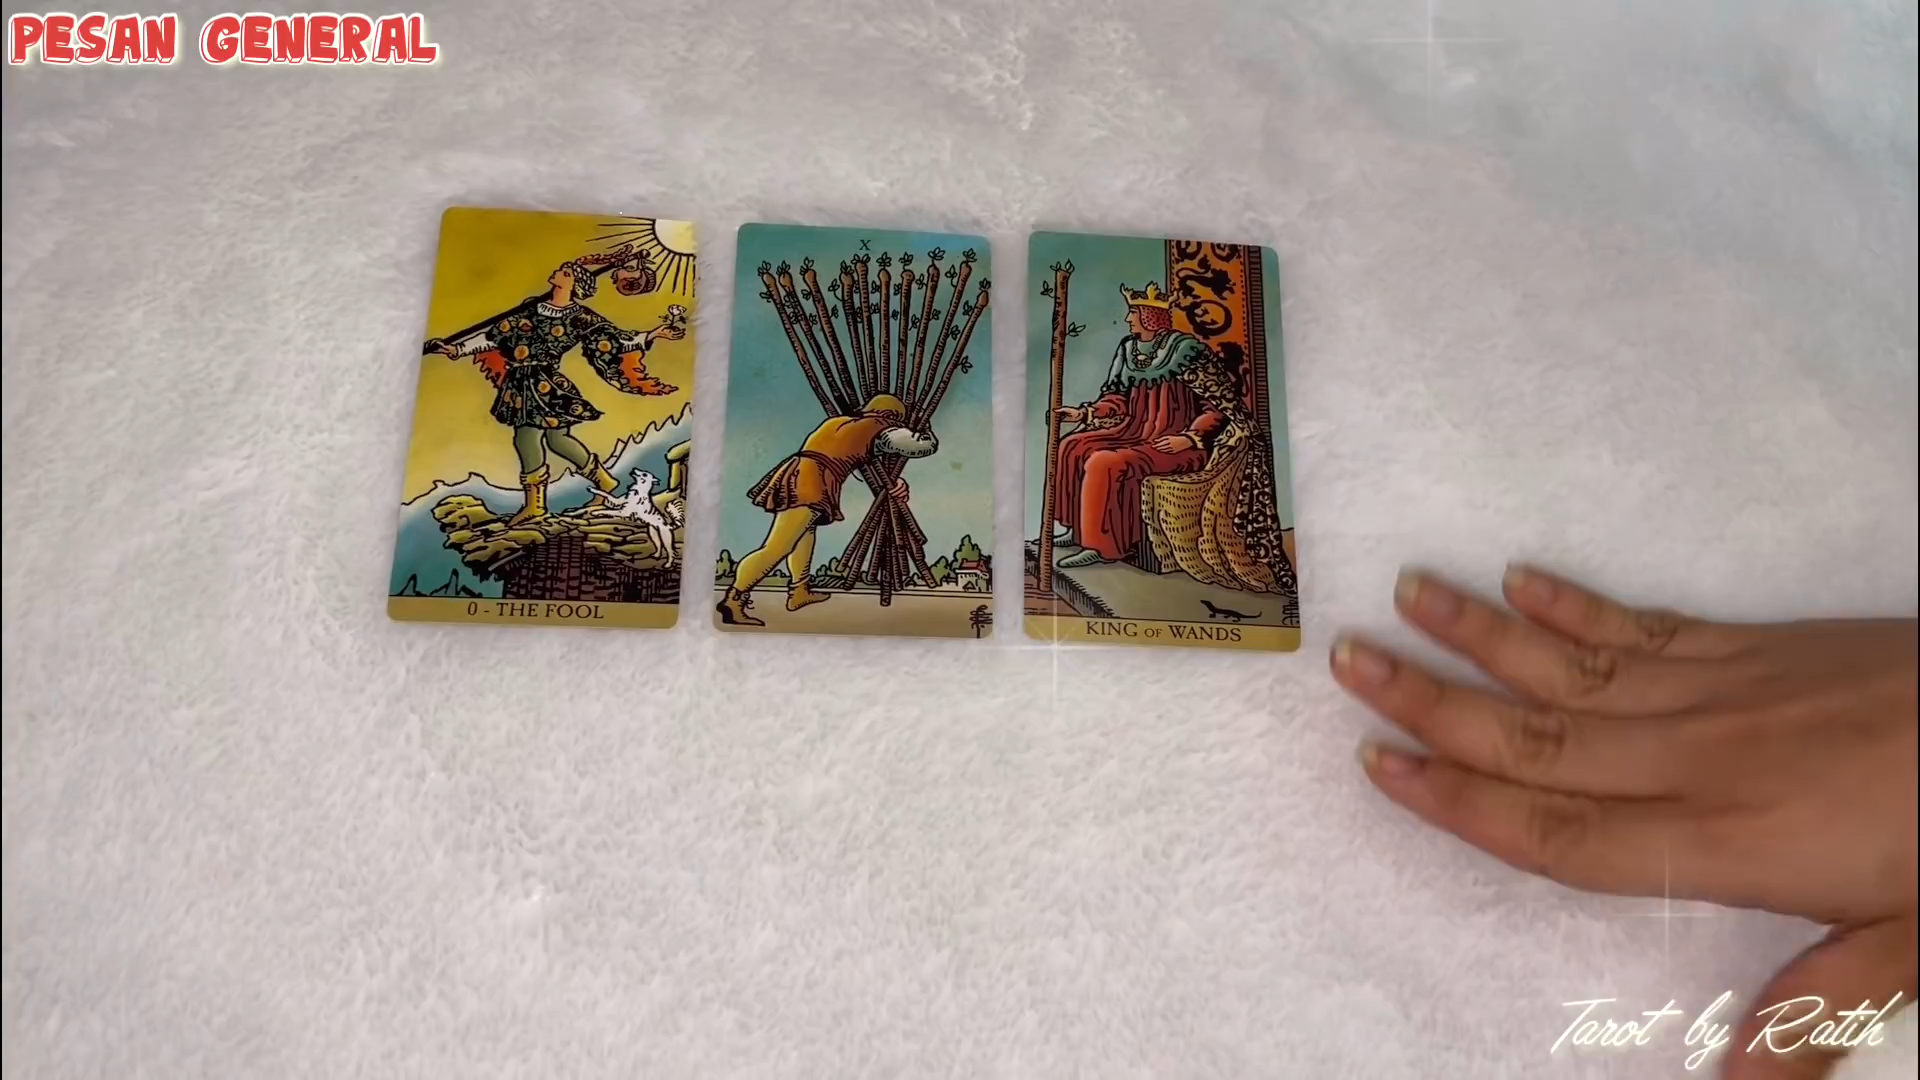 PESAN GENERAL
X
0 - THE FOOL
KING OF WANDS
Tarot by Ratih